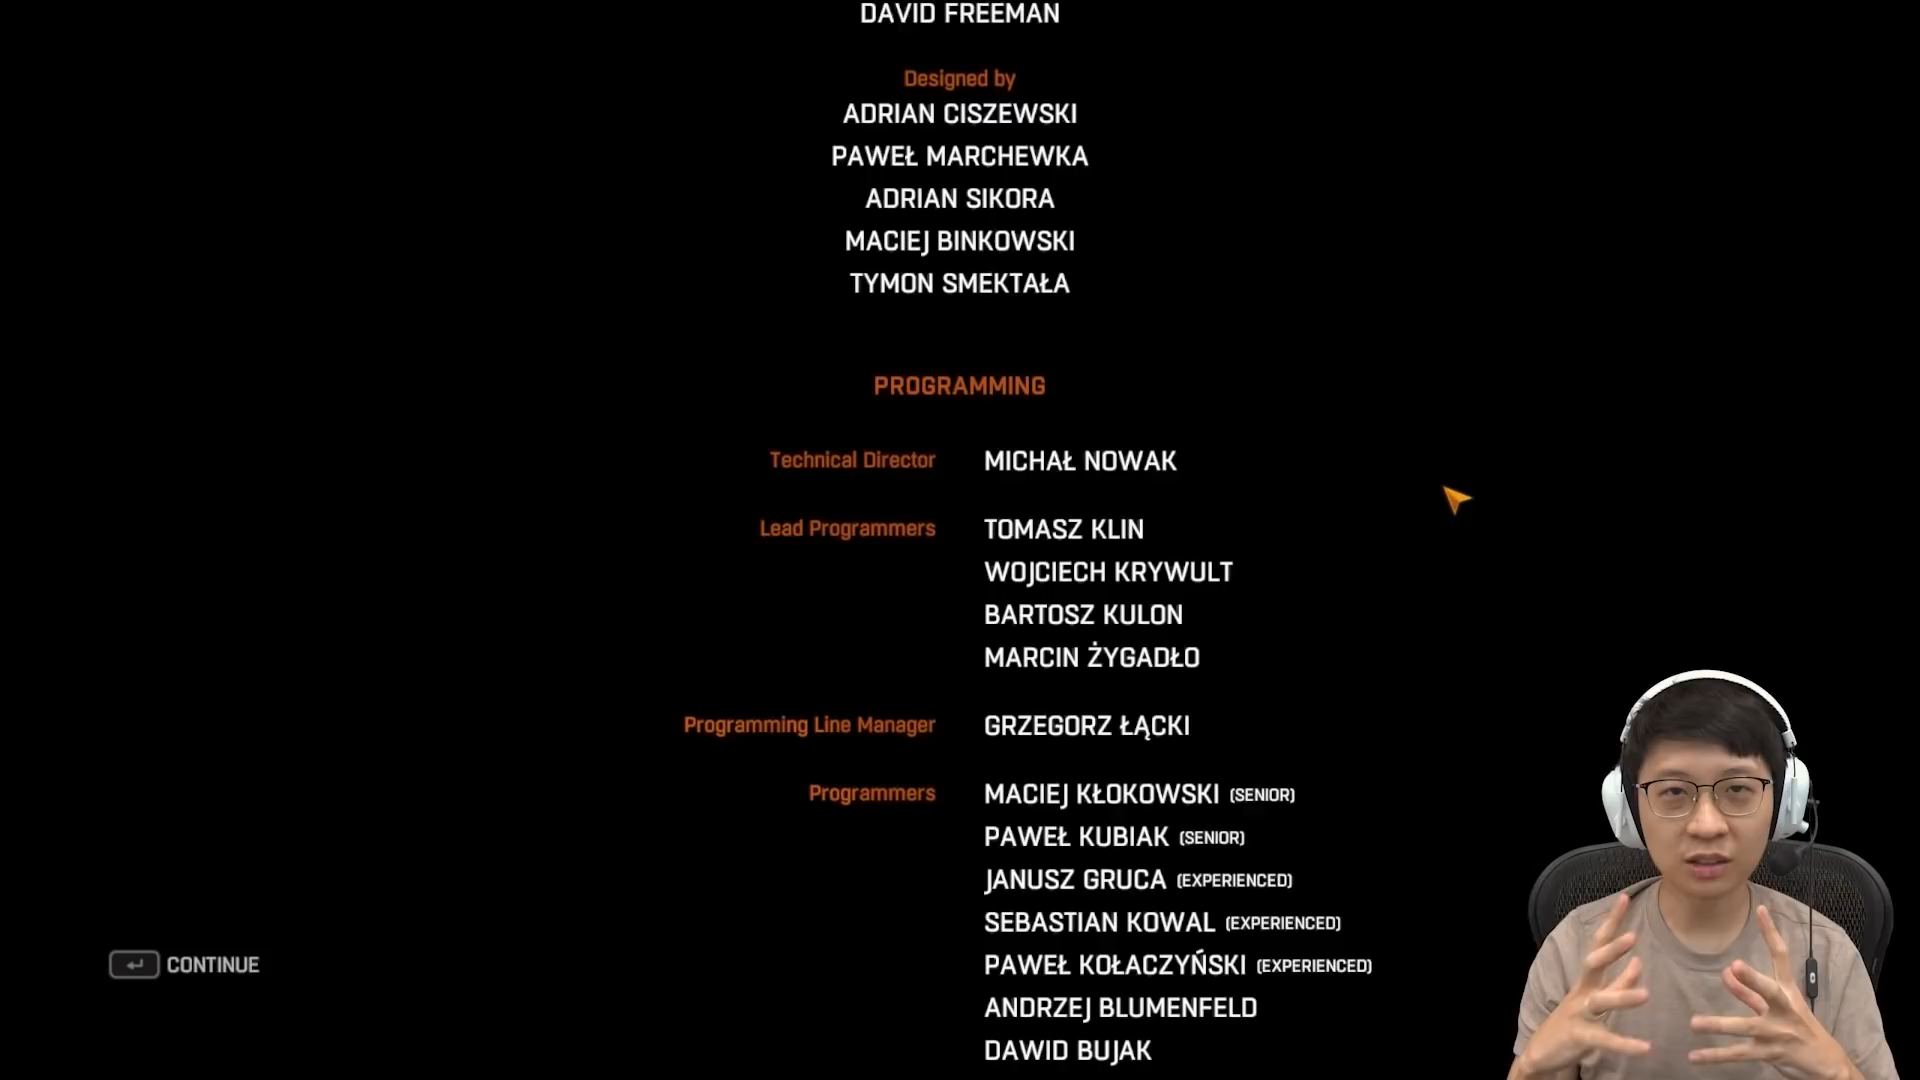 DAVID FREEMAN
Designed by
ADRIAN CISZEWSKI
PAWEŁ MARCHEWKA
ADRIAN SIKORA
MACIEJ BINKOWSKI
TYMON SMEKTAŁA
PROGRAMMING
Technical Director MICHAŁ NOWAK
Lead Programmers TOMASZ KLIN
WOJCIECH KRYWULT
BARTOSZ KULON
MARCIN ŻYGADŁO
Programming Line Manager GRZEGORZ ŁĄCKI
Programmers MACIEJ KŁOKOWSKI (SENIOR)
PAWEŁ KUBIAK (SENIOR)
JANUSZ GRUCA (EXPERIENCED)
SEBASTIAN KOWAL (EXPERIENCED)
PAWEŁ KOŁACZYŃSKI (EXPERIENCED)
ANDRZEJ BLUMENFELD
DAWID BUJAK
CONTINUE